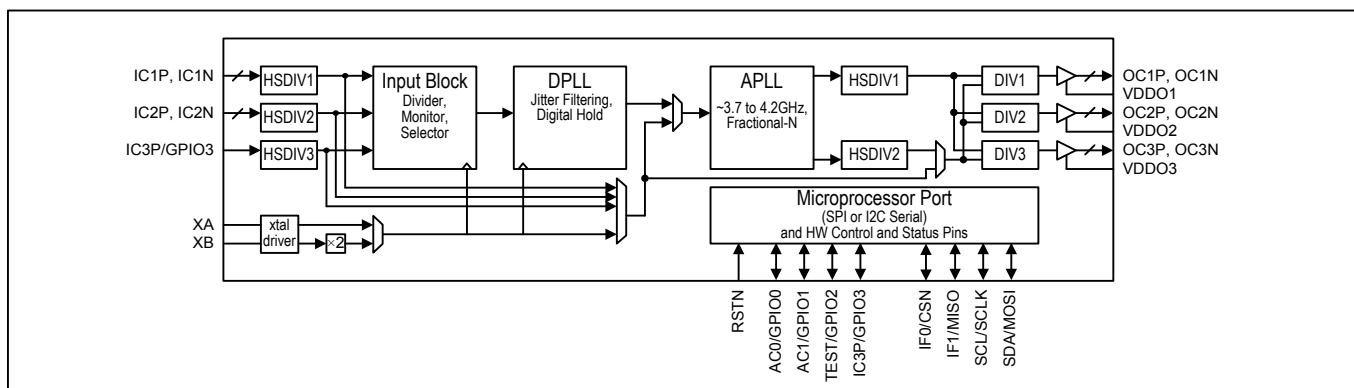 IC1P, IC1N
IC2P, IC2N
IC3P/GPIO3
XA
XB
HSDIV1
HSDIV2
HSDIV3
xtal
driver
×2
Input Block
Divider,
Monitor,
Selector
DPLL
Jitter Filtering,
Digital Hold
APLL
~3.7 to 4.2GHz,
Fractional-N
HSDIV1
HSDIV2
DIV1
DIV2
DIV3
OC1P, OC1N
VDDO1
OC2P, OC2N
VDDO2
OC3P, OC3N
VDDO3
Microprocessor Port
(SPI or I2C Serial)
and HW Control and Status Pins
RSTN
AC0/GPIO0
AC1/GPIO1
TEST/GPIO2
IC3P/GPIO3
IF0/CSN
IF1/MISO
SCL/SCLK
SDA/MOSI